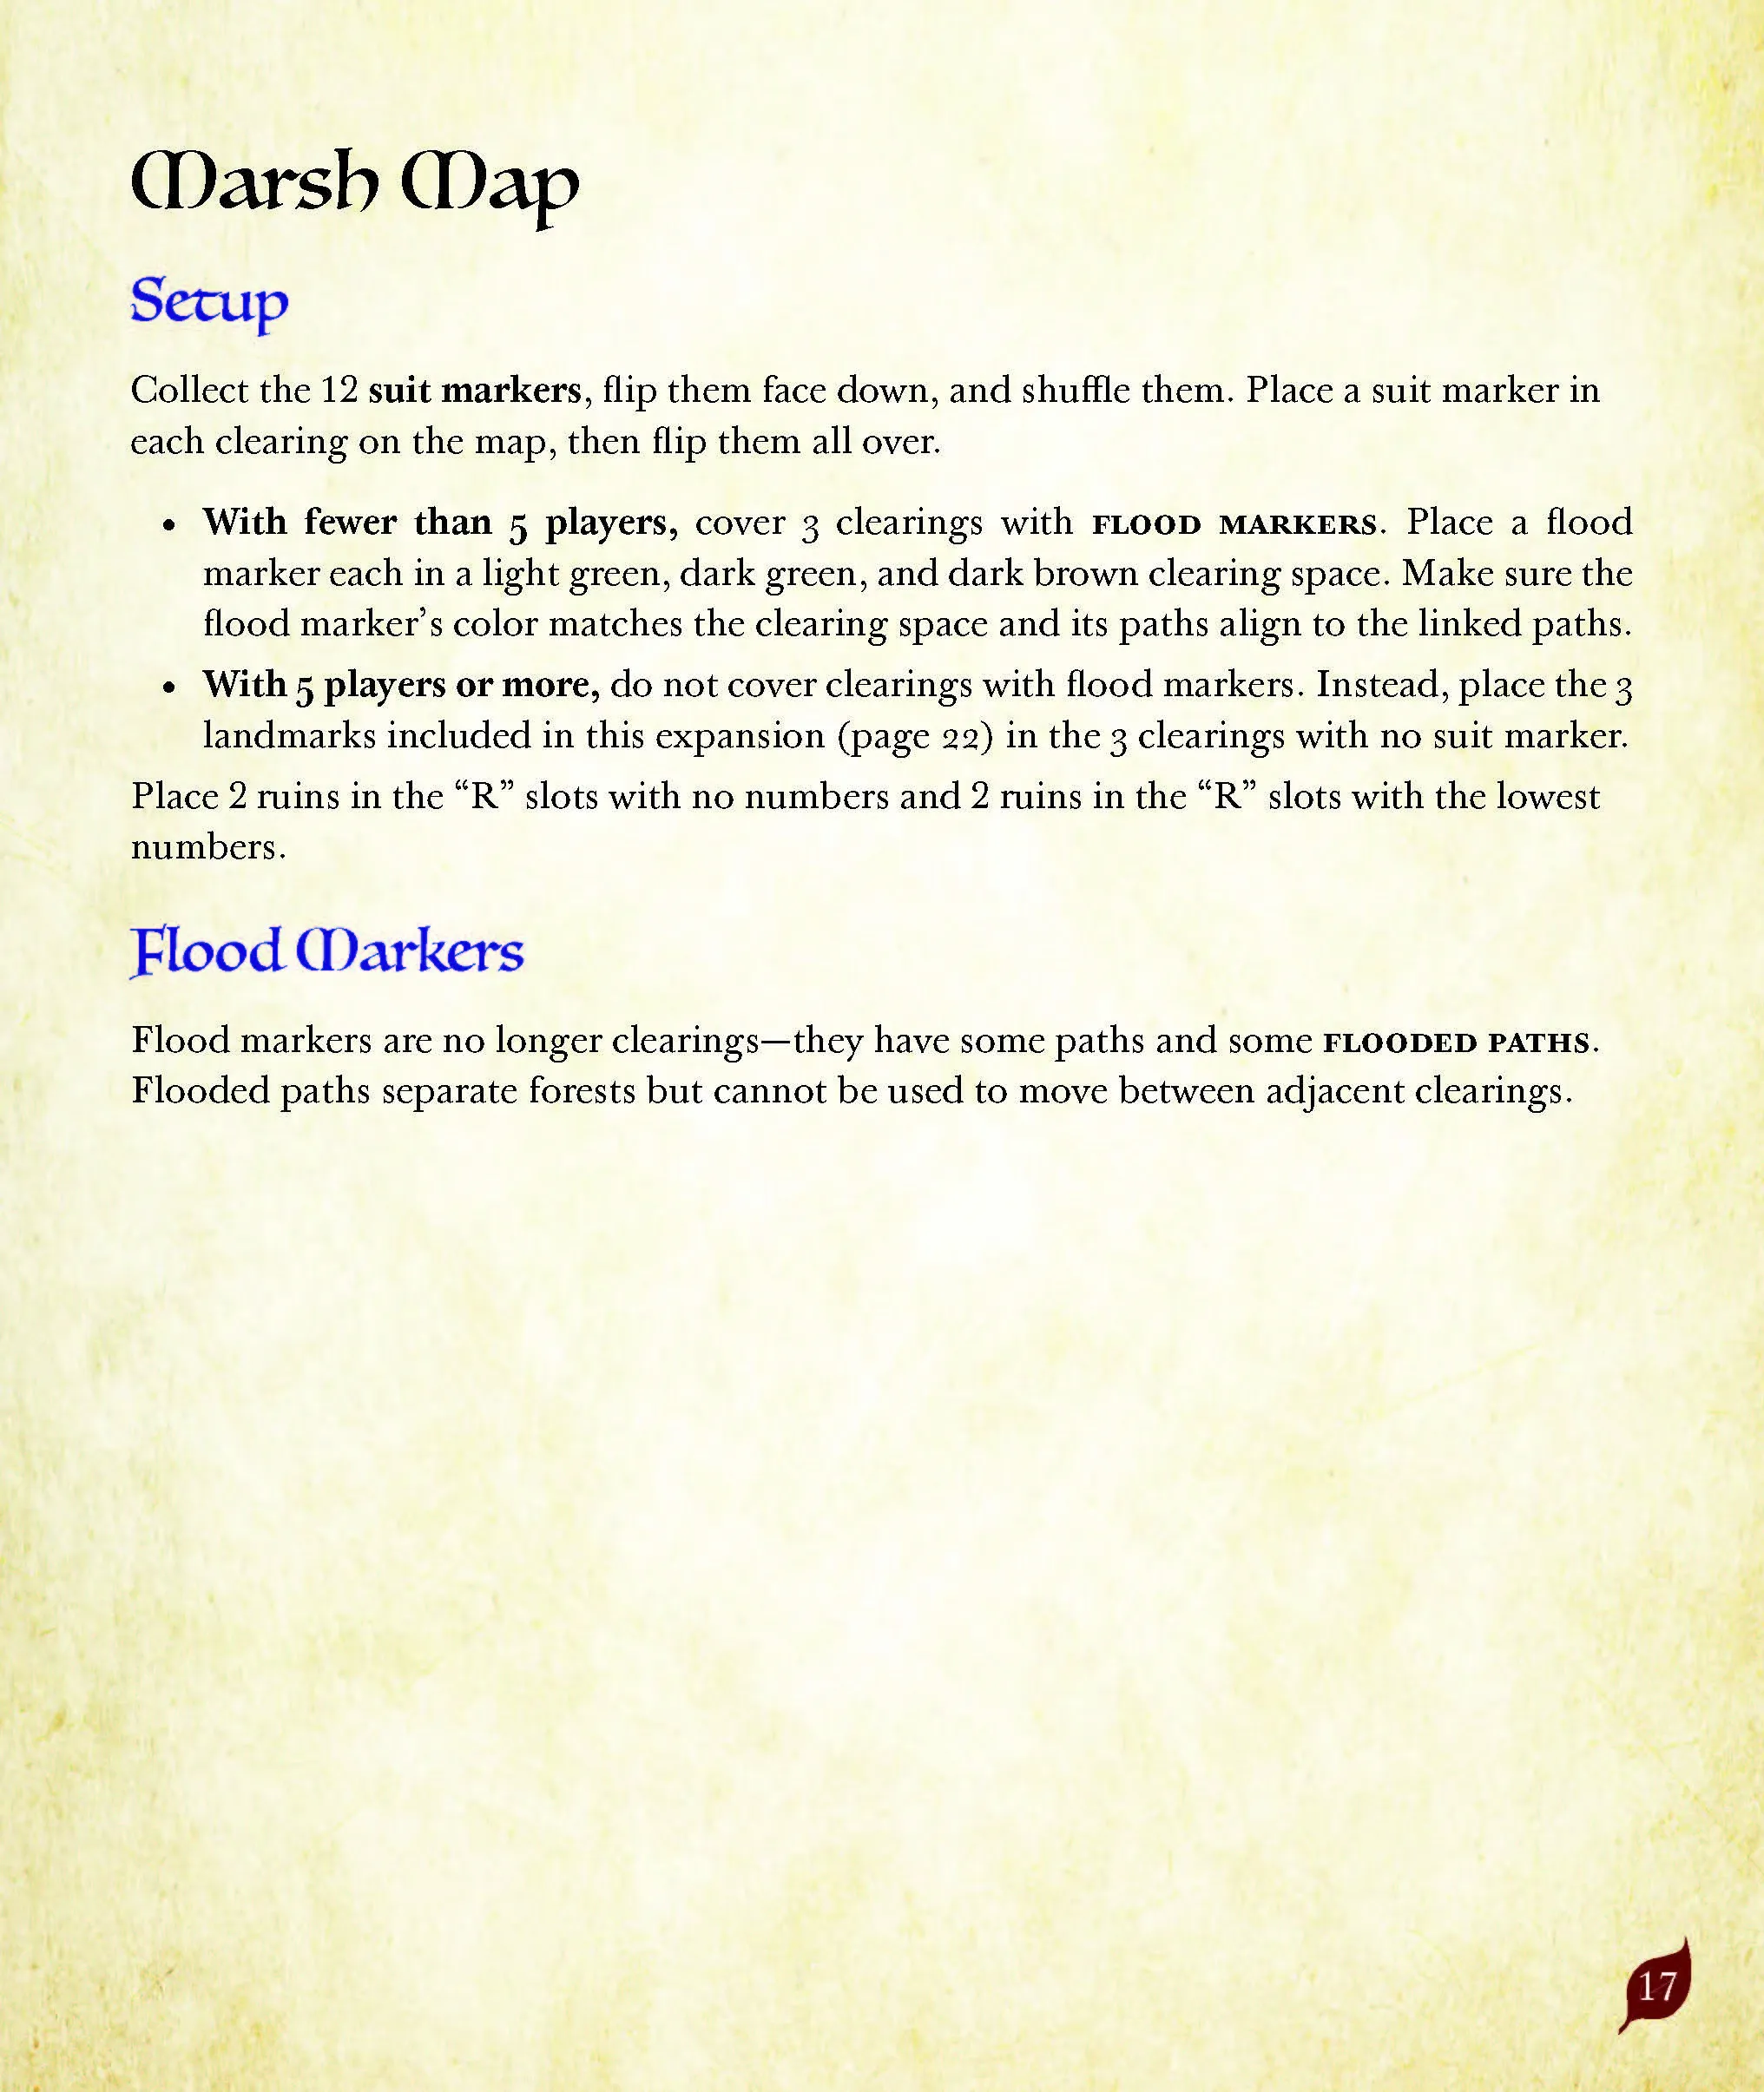 Marsh Map
Setup
Collect the 12 suit markers, flip them face down, and shuffle them. Place a suit marker in
each clearing on the map, then flip them all over.
• With fewer than 5 players, cover 3 clearings with FLOOD MARKERS. Place a flood
marker each in a light green, dark green, and dark brown clearing space. Make sure the
flood marker’s color matches the clearing space and its paths align to the linked paths.
• With 5 players or more, do not cover clearings with flood markers. Instead, place the 3
landmarks included in this expansion (page 22) in the 3 clearings with no suit marker.
Place 2 ruins in the “R” slots with no numbers and 2 ruins in the “R” slots with the lowest
numbers.
Flood Markers
Flood markers are no longer clearings—they have some paths and some FLOODED PATHS.
Flooded paths separate forests but cannot be used to move between adjacent clearings.
17